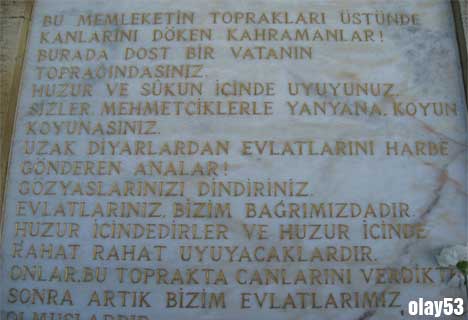 BU MEMLEKETİN TOPRAKLARI ÜSTÜNDE
KANLARINI DÖKEN KAHRAMANLAR!
BURADA DOST BİR VATANIN
TOPRAĞINDASINIZ.
HUZUR VE SÜKUN İÇİNDE UYUYUNUZ.
SİZLER, MEHMETCİKLERLE YANYANA, KOYUN
KOYUNASINIZ.
UZAK DİYARLARDAN EVLATLARINI HARBE
GÖNDEREN ANALAR!
GÖZYAŞLARINIZI DİNDİRİNİZ.
EVLATLARINIZ, BİZİM BAĞRIMIZDADIR.
HUZUR İÇİNDEDİRLER VE HUZUR İÇİNDE
RAHAT RAHAT UYUYACAKLARDIR.
ONLAR, BU TOPRAKTA CANLARINI VERDİKT
SONRA ARTIK BİZİM EVLATLARIMIZ
OLMUŞLARDIR
olay53